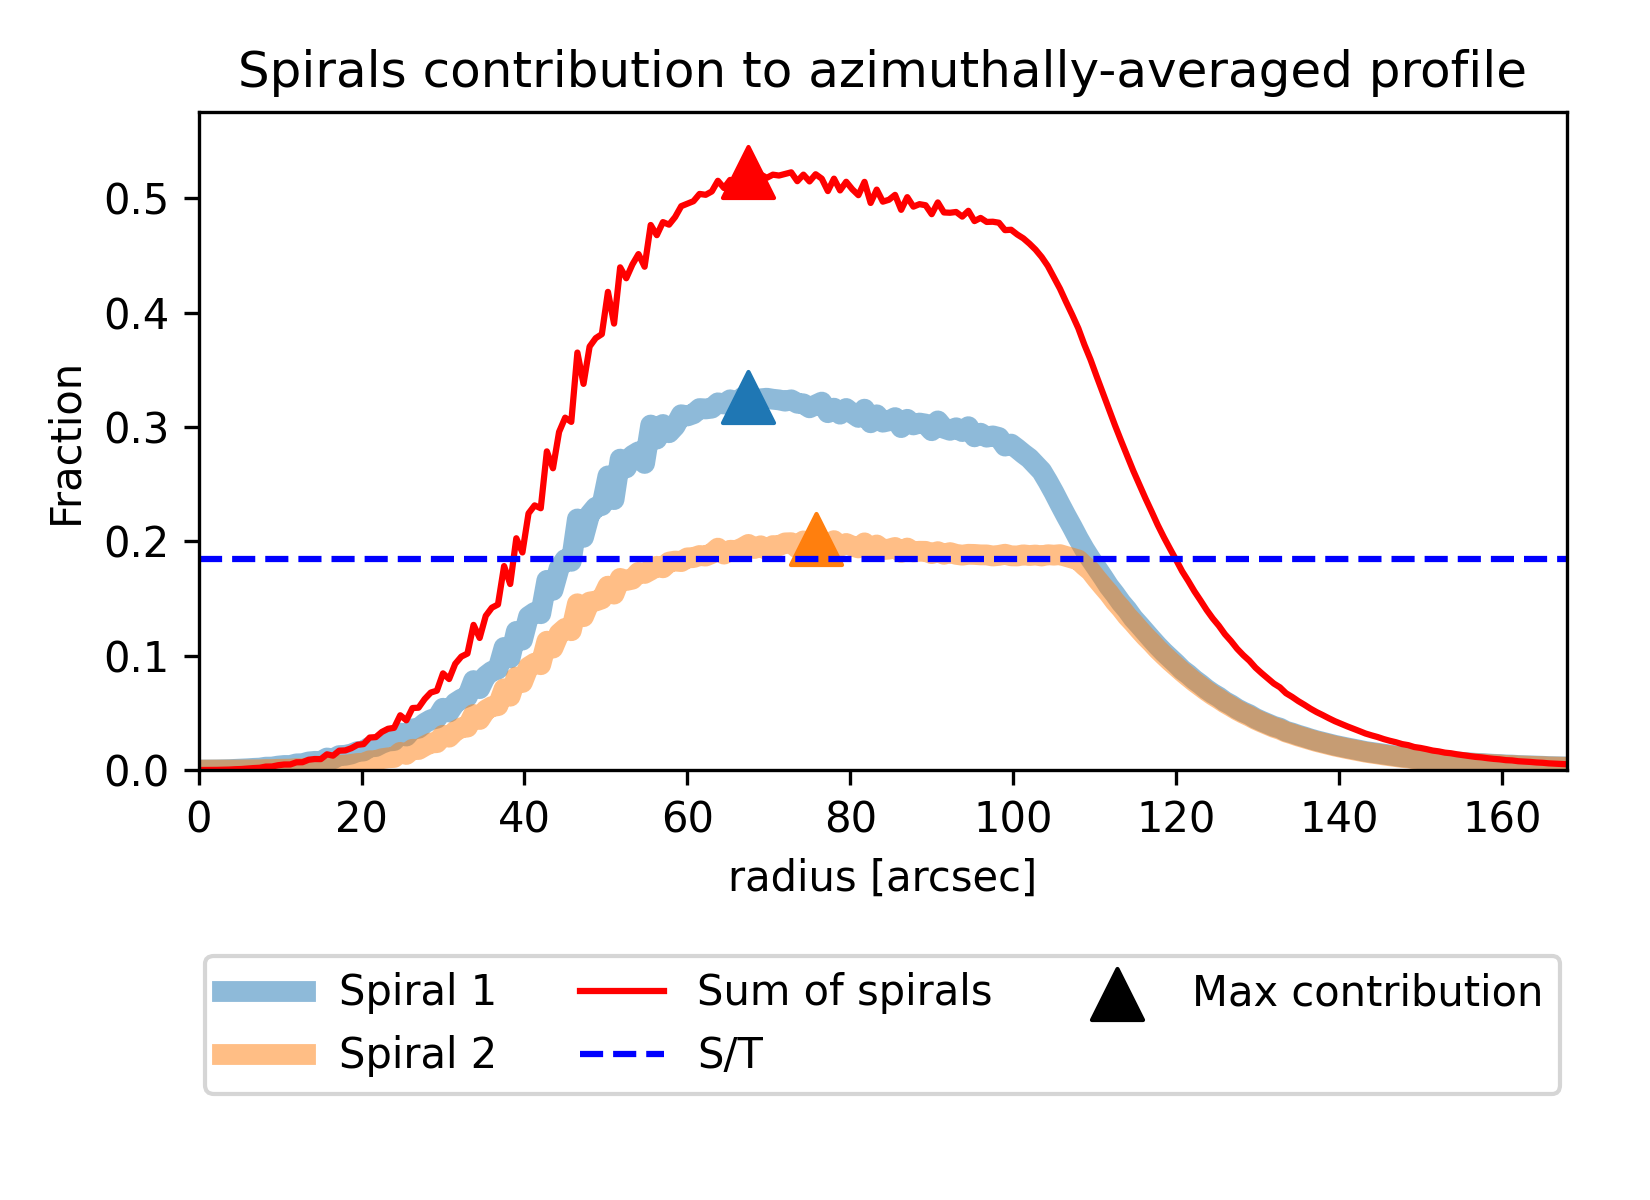 Spirals contribution to azimuthally-averaged profile
Fraction
0.5
0.4
0.3
0.2
0.1
0.0
0 20 40 60 80 100 120 140 160
radius [arcsec]
Spiral 1 Sum of spirals Max contribution
Spiral 2 S/T